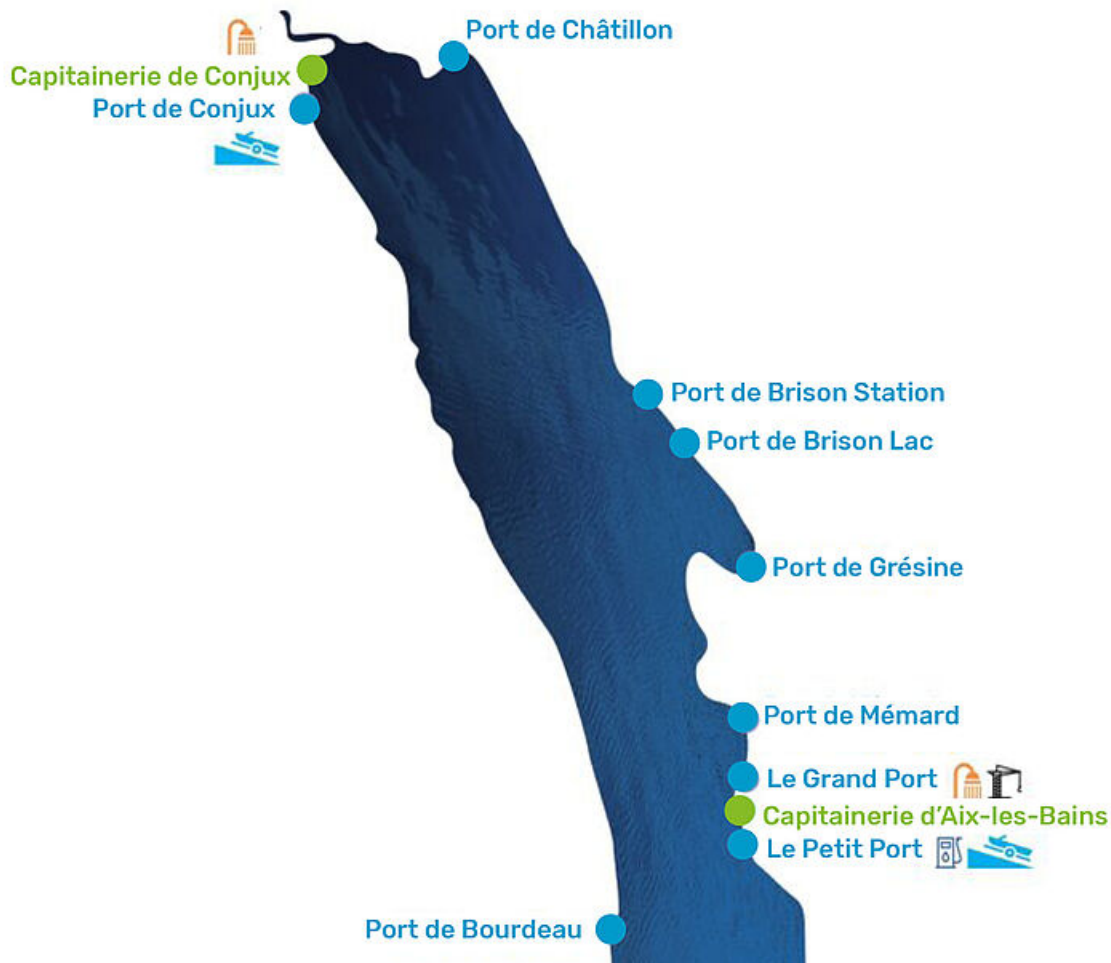 Port de Châtillon
Capitainerie de Conjux
Port de Conjux
Port de Brison Station
Port de Brison Lac
Port de Grésine
Port de Mémard
Le Grand Port
Capitainerie d'Aix-les-Bains
Le Petit Port
Port de Bourdeau